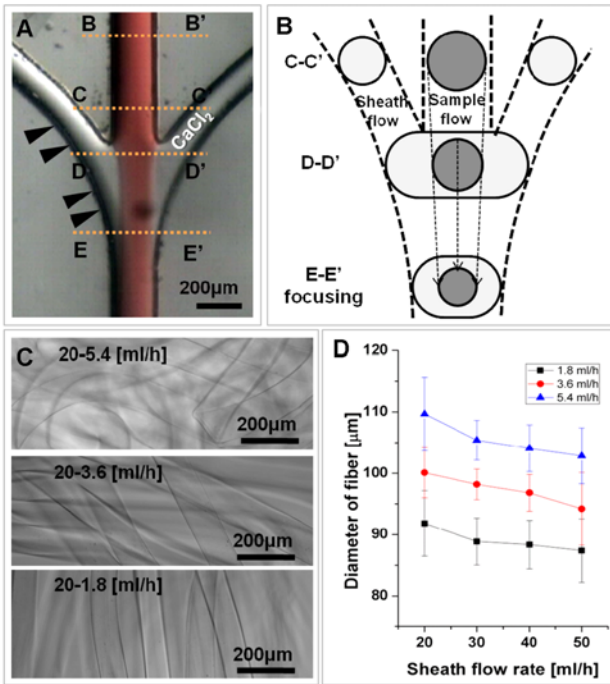 A
B B'
C C'
CaCl₂
D D'
E E'
200μm
B
C-C'
Sheath
flow
Sample
flow
D-D'
E-E'
focusing
C
20-5.4 [ml/h]
200μm
20-3.6 [ml/h]
200μm
20-1.8 [ml/h]
200μm
D
120
110
100
90
80
Diameter of fiber [μm]
1.8 ml/h
3.6 ml/h
5.4 ml/h
20 30 40 50
Sheath flow rate [ml/h]